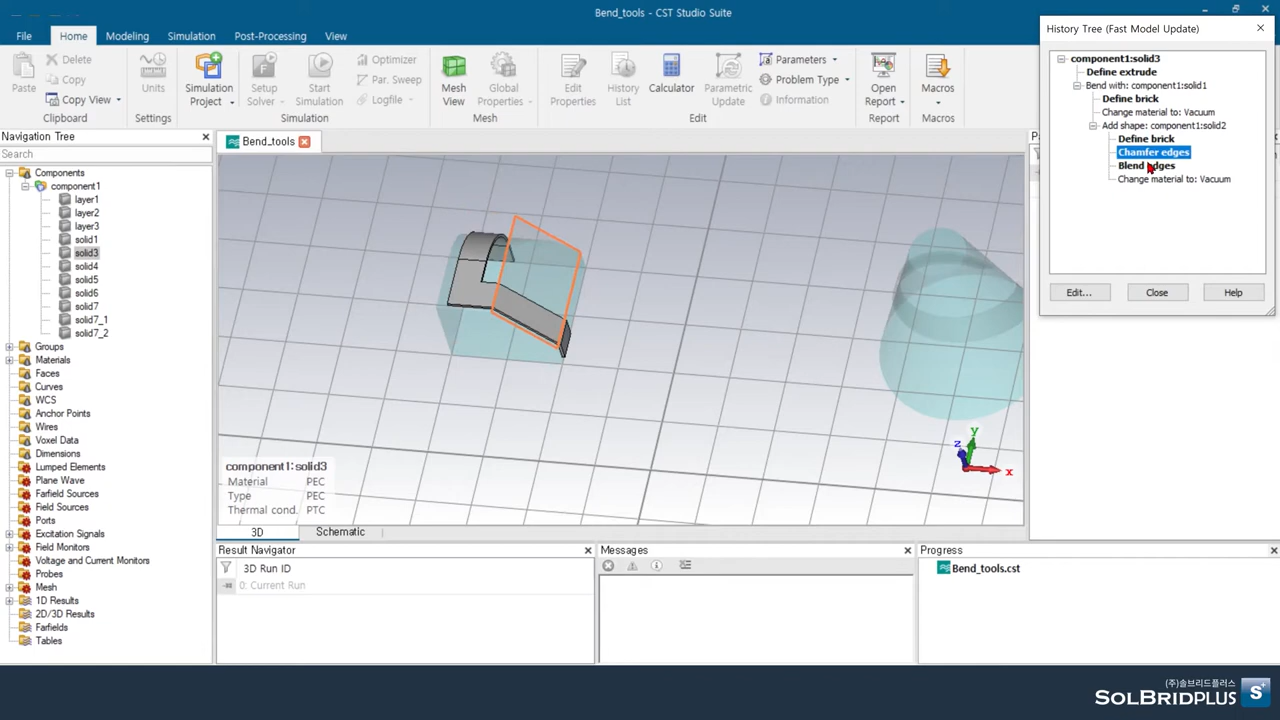 Bend_tools - CST Studio Suite
File
Home
Modeling
Simulation
Post-Processing
View
Paste
Delete
Copy
Copy View
Clipboard
Units
Settings
Simulation
Project
Setup
Solver
Start
Simulation
Optimizer
Par. Sweep
Logfile
Simulation
Mesh
View
Global
Properties
Mesh
Edit
Properties
History
List
Calculator
Parametric
Update
Parameters
Problem Type
Information
Edit
Open
Report
Report
Macros
Macros
History Tree (Fast Model Update)
component1:solid3
Define extrude
Bend with: component1:solid1
Define brick
Change material to: Vacuum
Add shape: component1:solid2
Define brick
Chamfer edges
Blend edges
Change material to: Vacuum
Edit...
Close
Help
Navigation Tree
Search
Components
component1
layer1
layer2
layer3
solid1
solid3
solid4
solid5
solid6
solid7
solid7_1
solid7_2
Groups
Materials
Faces
Curves
WCS
Anchor Points
Wires
Voxel Data
Dimensions
Lumped Elements
Plane Wave
Farfield Sources
Field Sources
Ports
Excitation Signals
Field Monitors
Voltage and Current Monitors
Probes
Mesh
1D Results
2D/3D Results
Farfields
Tables
Bend_tools
component1:solid3
Material PEC
Type PEC
Thermal cond. PTC
x
y
z
3D
Schematic
Result Navigator
3D Run ID
0: Current Run
Messages
Progress
Bend_tools.cst
(주)솔브리드플러스
SOLBRIDPLUS
S+